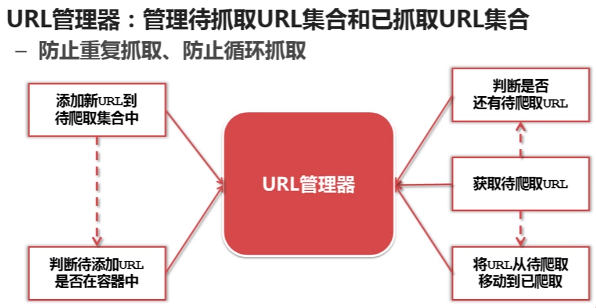 URL管理器：管理待抓取URL集合和已抓取URL集合
– 防止重复抓取、防止循环抓取
添加新URL到
待爬取集合中
判断待添加URL
是否在容器中
URL管理器
判断是否
还有待爬取URL
获取待爬取URL
将URL从待爬取
移动到已爬取